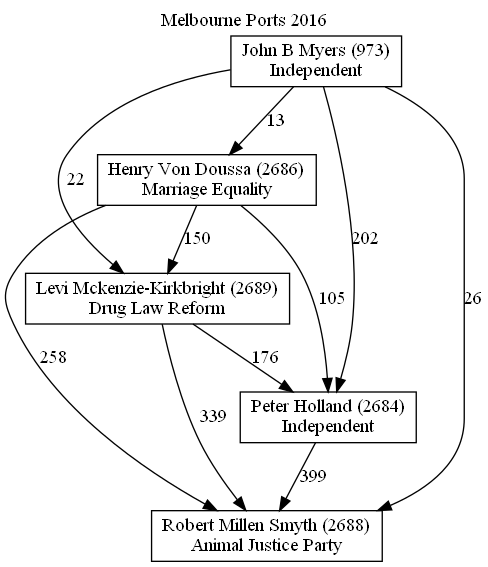 Melbourne Ports 2016
John B Myers (973)
Independent
13
Henry Von Doussa (2686)
Marriage Equality
22
150
202
26
Levi Mckenzie-Kirkbright (2689)
Drug Law Reform
105
258
176
Peter Holland (2684)
Independent
339
399
Robert Millen Smyth (2688)
Animal Justice Party